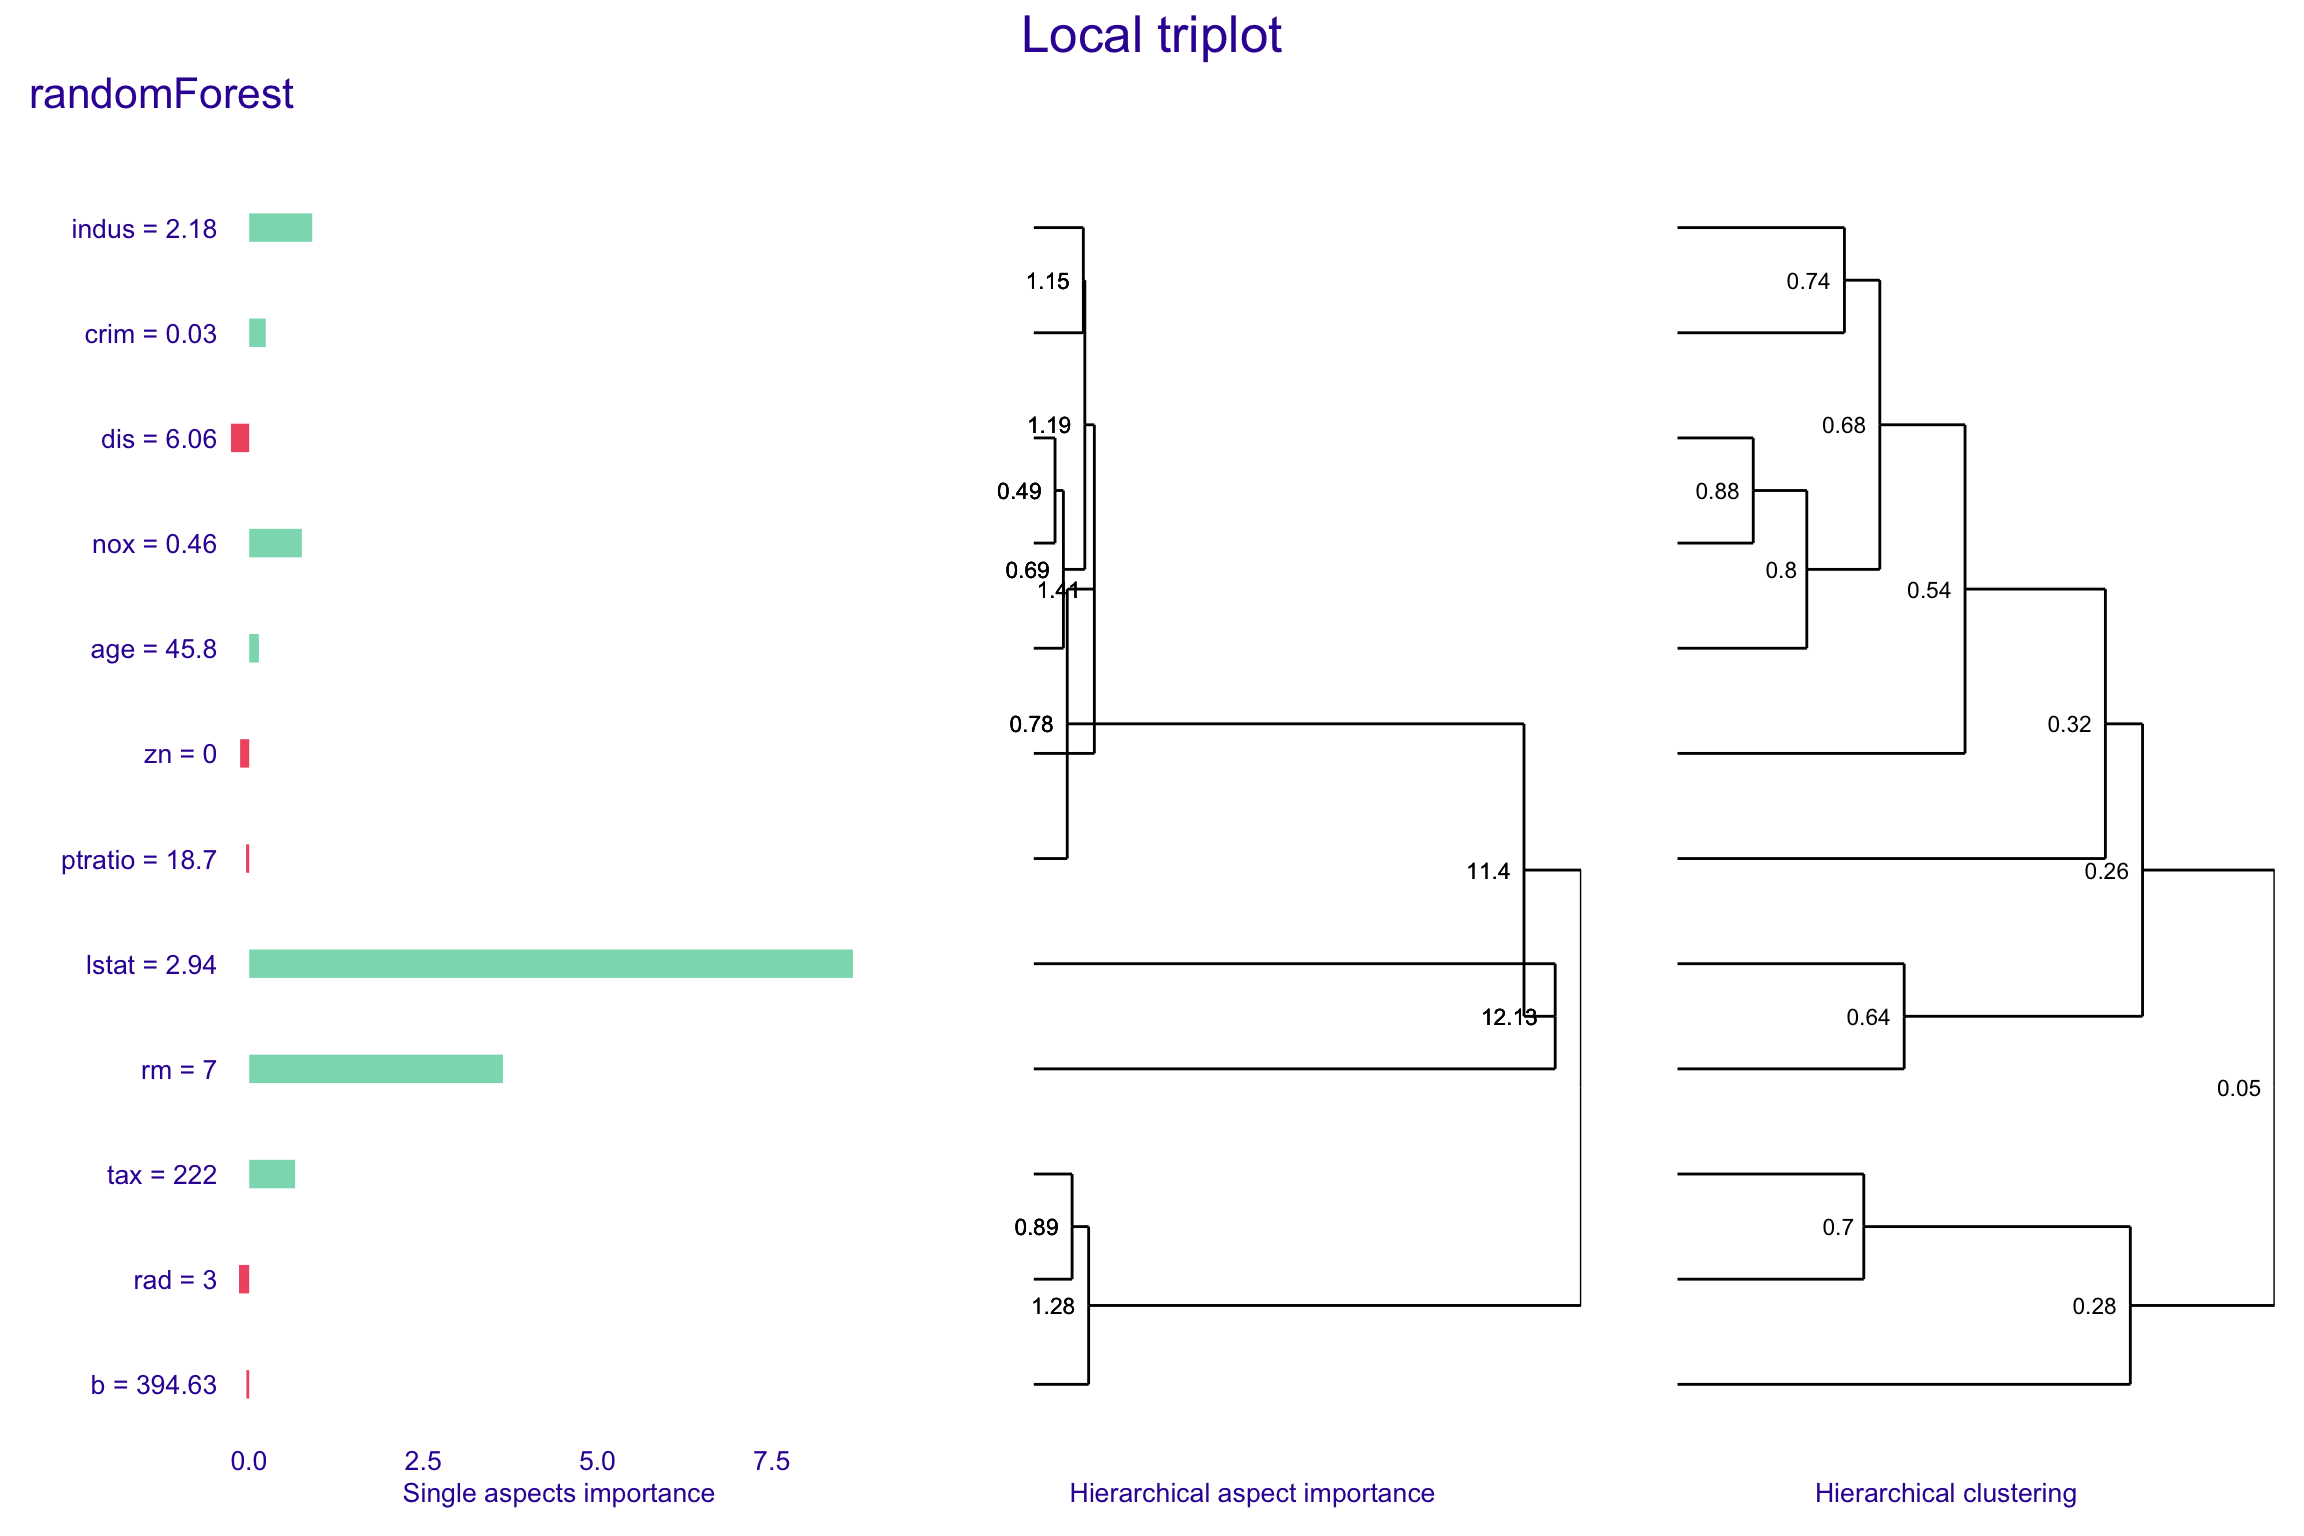 Local triplot
randomForest
indus = 2.18
crim = 0.03
dis = 6.06
nox = 0.46
age = 45.8
zn = 0
ptratio = 18.7
lstat = 2.94
rm = 7
tax = 222
rad = 3
b = 394.63
0.0 2.5 5.0 7.5
Single aspects importance
1.15
1.19
0.49
0.69
1.41
0.78
11.4
12.13
0.89
1.28
Hierarchical aspect importance
0.74
0.68
0.88
0.8
0.54
0.32
0.26
0.64
0.05
0.7
0.28
Hierarchical clustering